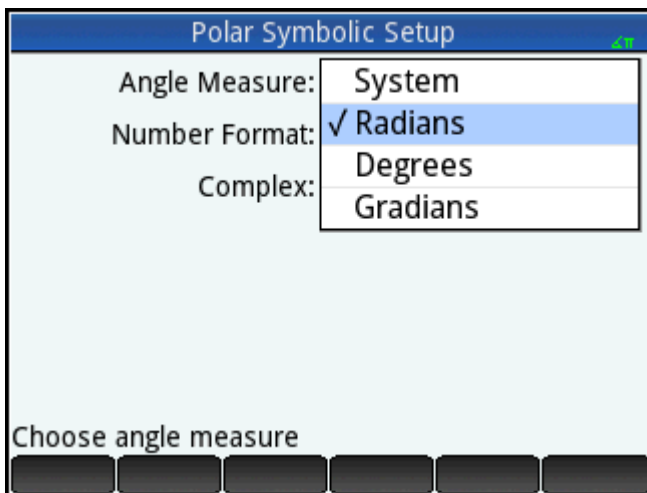 Polar Symbolic Setup
∡π
Angle Measure: System
Number Format: √ Radians
Degrees
Complex:
Gradians
Choose angle measure